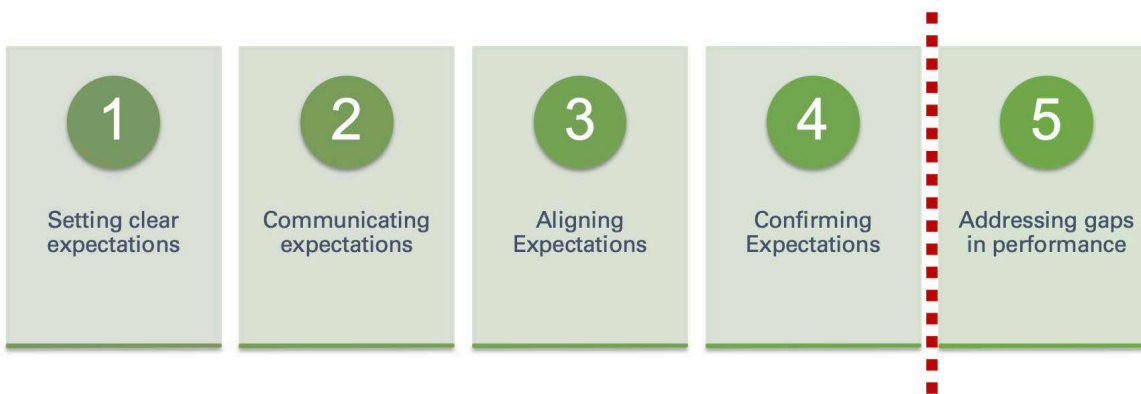 1
Setting clear
expectations
2
Communicating
expectations
3
Aligning
Expectations
4
Confirming
Expectations
5
Addressing gaps
in performance